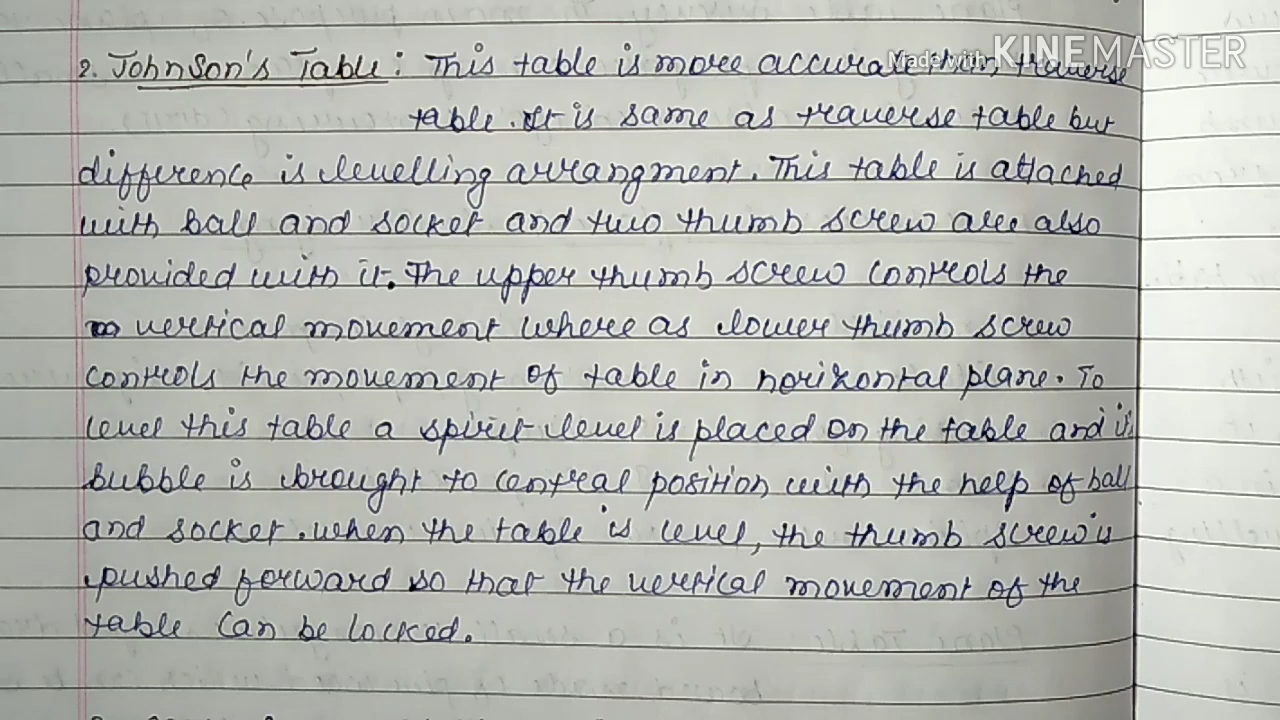 2. Johnson's Table : This table is more accurate than traverse
Made with KINEMASTER
table. It is same as traverse table but
difference is levelling arrangment. This table is attached
with ball and socket and two thumb screw are also
provided with it. The upper thumb screw controls the
vertical movement where as lower thumb screw
controls the movement of table in horizontal plane. To
level this table a spirit level is placed on the table and it
bubble is brought to central position with the help of ball
and socket. when the table is level, the thumb screw is
pushed forward so that the vertical movement of the
table can be locked.